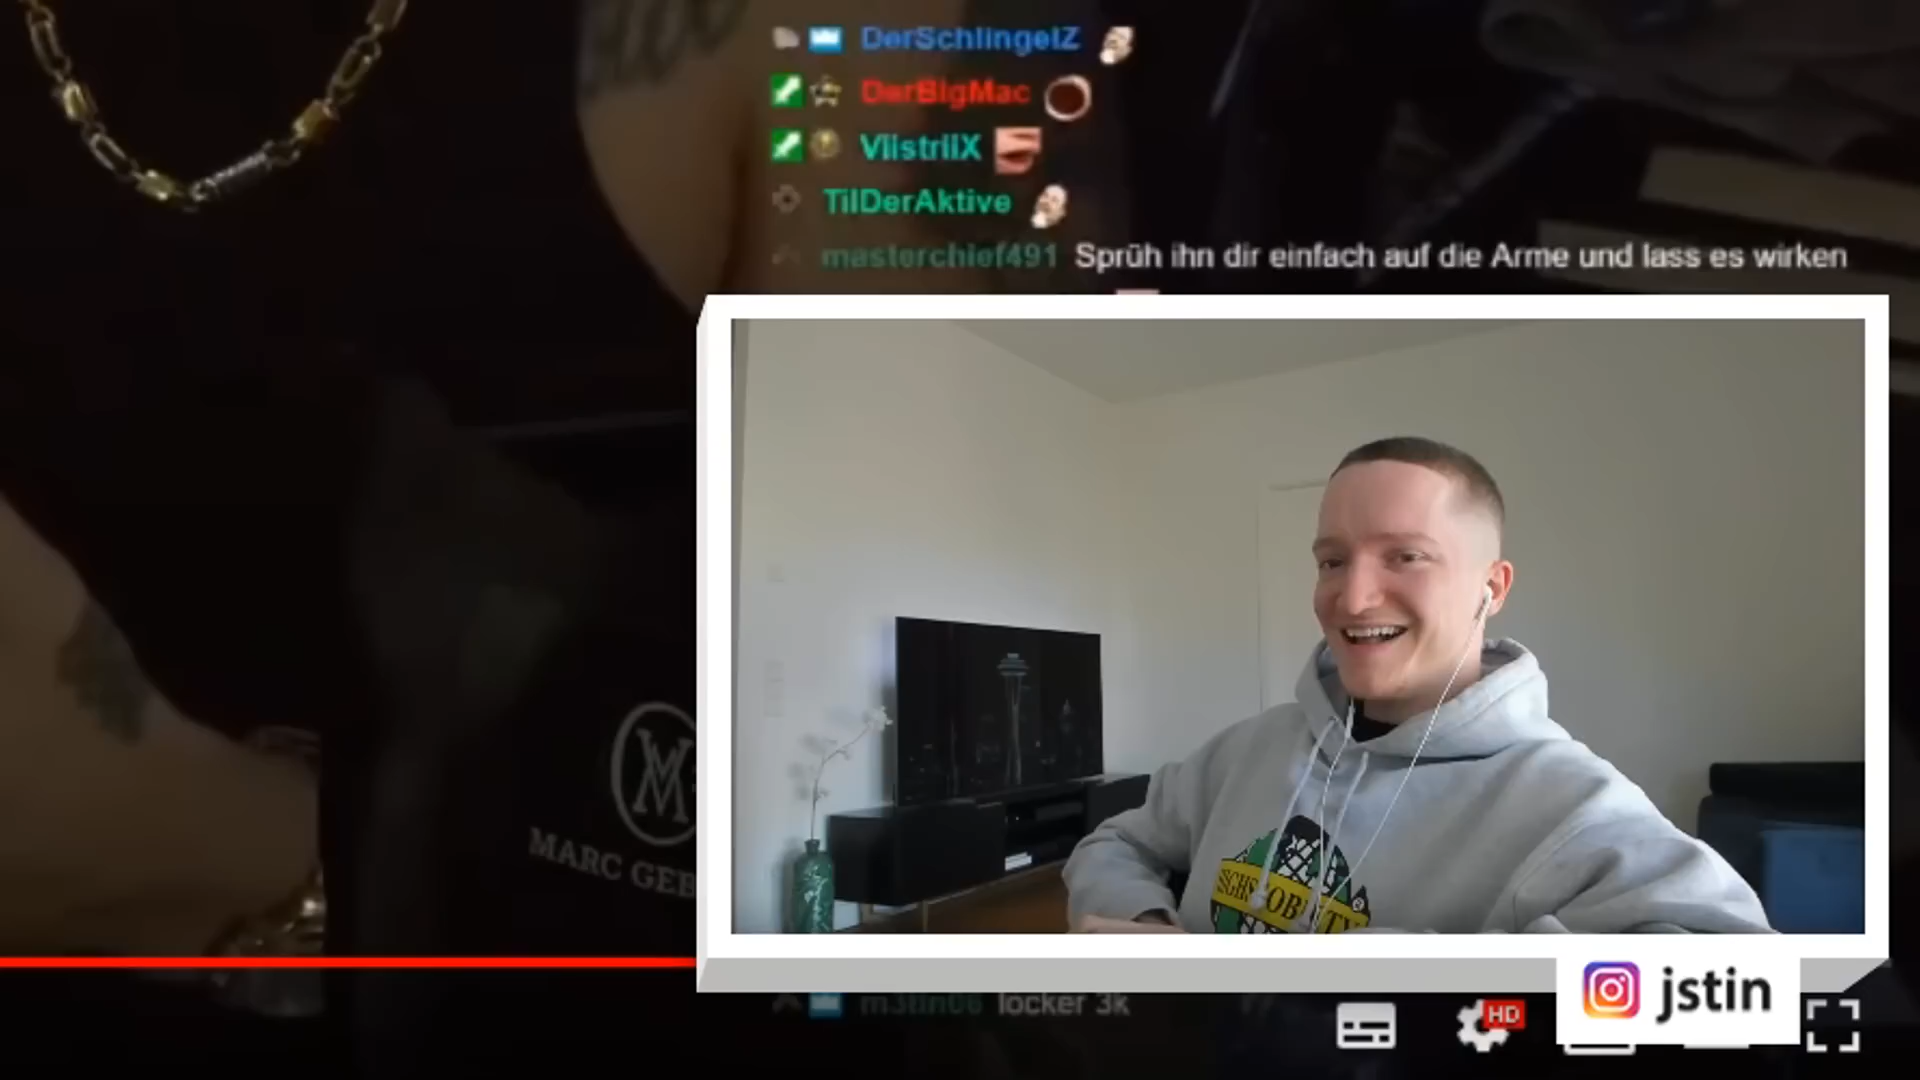 DerSchlingelZ
DerBigMac
VlistrilX
TilDerAktive
masterchief491 Sprüh ihn dir einfach auf die Arme und lass es wirken
MARC GEB
locker 3k
HD
jstin